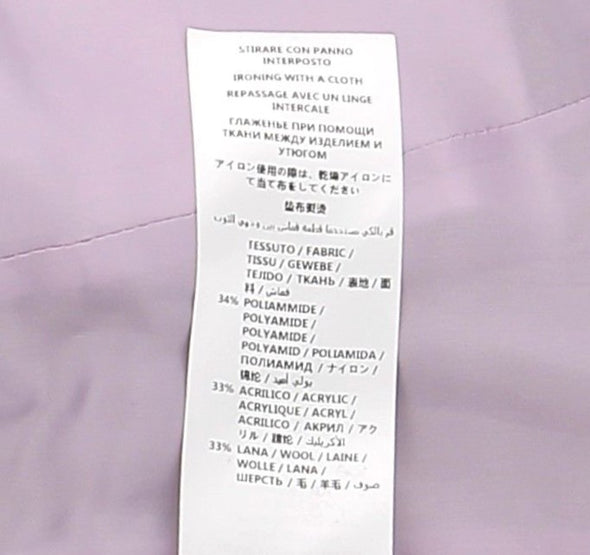 STIRARE CON PANNO
INTERPOSTO
IRONING WITH A CLOTH
REPASSAGE AVEC UN LINGE
INTERCALE
ГЛАЖЕНЬЕ ПРИ ПОМОЩИ
ТКАНИ МЕЖДУ ИЗДЕЛИЕМ И
УТЮГОМ
アイロン使用の際は、乾燥アイロンに
て当て布をしてください
垫布熨烫
TESSUTO / FABRIC /
TISSU / GEWEBE /
TEJIDO / ТКАНЬ / 表地 / 面
料 / قماش
34% POLIAMMIDE /
POLYAMIDE /
POLYAMIDE /
POLYAMID / POLIAMIDA /
ПОЛИАМИД / ナイロン /
锦纶 / بولي أميد
33% ACRILICO / ACRYLIC /
ACRYLIQUE / ACRYL /
ACRILICO / АКРИЛ / アク
リル / 腈纶 / الأكريليك
33% LANA / WOOL / LAINE /
WOLLE / LANA /
ШЕРСТЬ / 毛 / 羊毛 / صوف